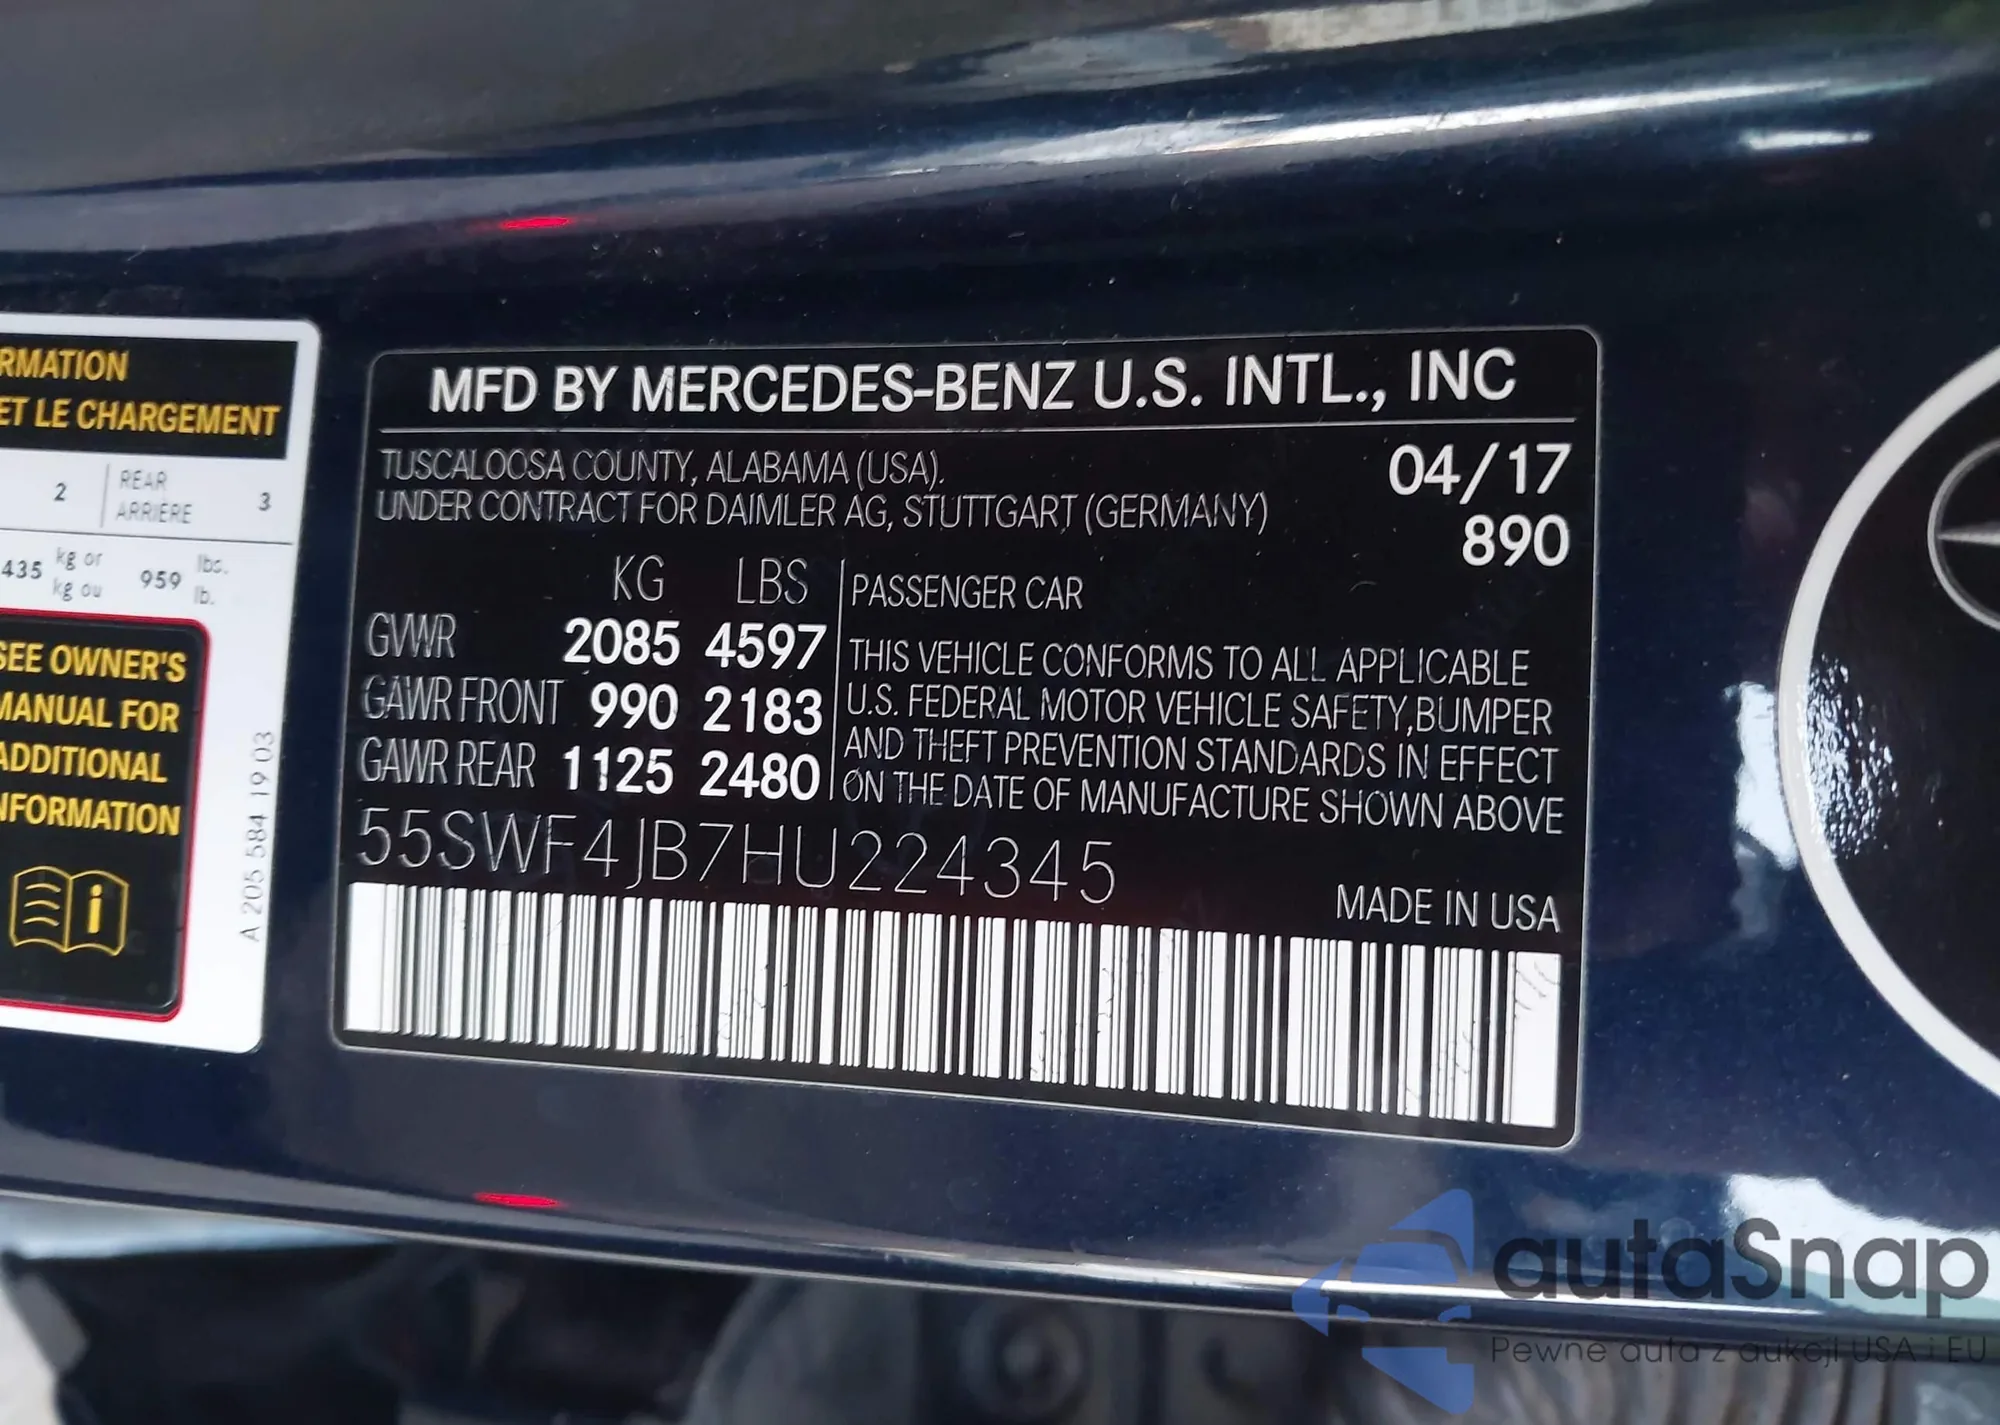 RMATION
ET LE CHARGEMENT
2 REAR ARRIÈRE 3
435 kg or kg ou 959 lbs. lb.
SEE OWNER'S
MANUAL FOR
ADDITIONAL
INFORMATION
i
A 205 584 19 03
MFD BY MERCEDES-BENZ U.S. INTL., INC
TUSCALOOSA COUNTY, ALABAMA (USA).
UNDER CONTRACT FOR DAIMLER AG, STUTTGART (GERMANY)
04/17
890
KG LBS
GVWR 2085 4597
GAWR FRONT 990 2183
GAWR REAR 1125 2480
PASSENGER CAR
THIS VEHICLE CONFORMS TO ALL APPLICABLE
U.S. FEDERAL MOTOR VEHICLE SAFETY,BUMPER
AND THEFT PREVENTION STANDARDS IN EFFECT
ON THE DATE OF MANUFACTURE SHOWN ABOVE
55SWF4JB7HU224345
MADE IN USA
autaSnap
Pewne auta z aukcji USA i EU